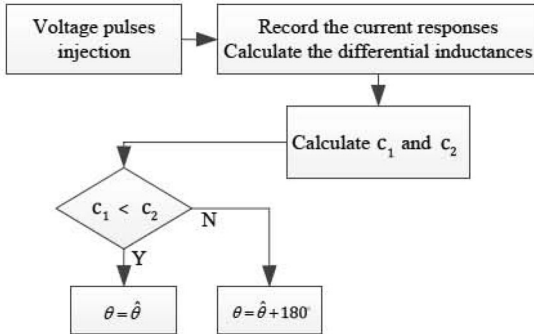 Voltage pulses
injection
Record the current responses
Calculate the differential inductances
Calculate c₁ and c₂
c₁ < c₂
N
Y
θ = θ̂
θ = θ̂ + 180°